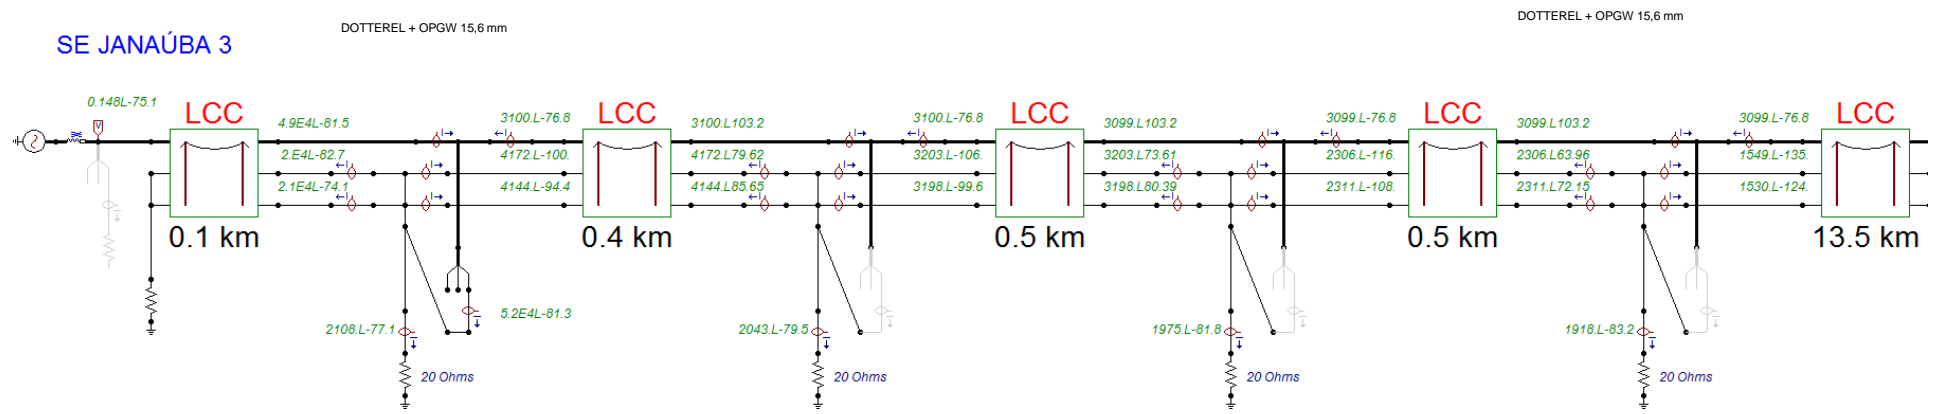 DOTTEREL + OPGW 15,6 mm
DOTTEREL + OPGW 15,6 mm
SE JANAÚBA 3
0.148L-75.1
V
LCC
LCC
LCC
LCC
LCC
4.9E4L-81.5
3100.L-76.8
3100.L103.2
3100.L-76.8
3099.L103.2
3099.L-76.8
3099.L103.2
3099.L-76.8
2.E4L-82.7
4172.L-100.
4172.L79.62
3203.L-106.
3203.L73.61
2306.L-116.
2306.L63.96
1549.L-135.
2.1E4L-74.1
4144.L-94.4
4144.L85.65
3198.L-99.6
3198.L80.39
2311.L-108.
2311.L72.15
1530.L-124.
0.1 km
0.4 km
0.5 km
0.5 km
13.5 km
5.2E4L-81.3
2108.L-77.1
2043.L-79.5
1975.L-81.8
1918.L-83.2
20 Ohms
20 Ohms
20 Ohms
20 Ohms